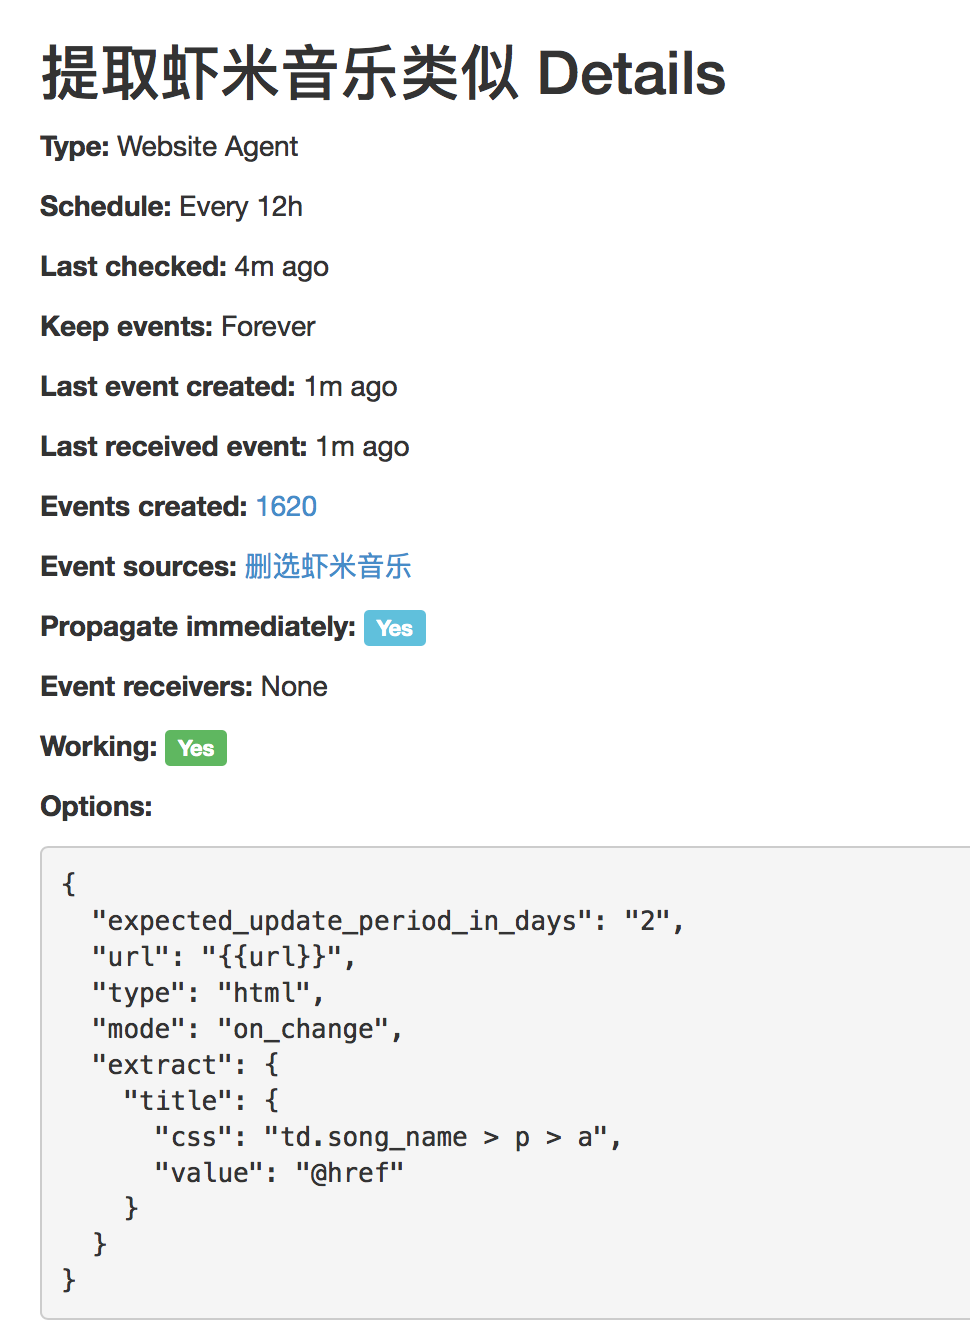 提取虾米音乐类似 Details
Type: Website Agent
Schedule: Every 12h
Last checked: 4m ago
Keep events: Forever
Last event created: 1m ago
Last received event: 1m ago
Events created: 1620
Event sources: 删选虾米音乐
Propagate immediately: Yes
Event receivers: None
Working: Yes
Options:
{
  "expected_update_period_in_days": "2",
  "url": "{{url}}",
  "type": "html",
  "mode": "on_change",
  "extract": {
    "title": {
      "css": "td.song_name > p > a",
      "value": "@href"
    }
  }
}